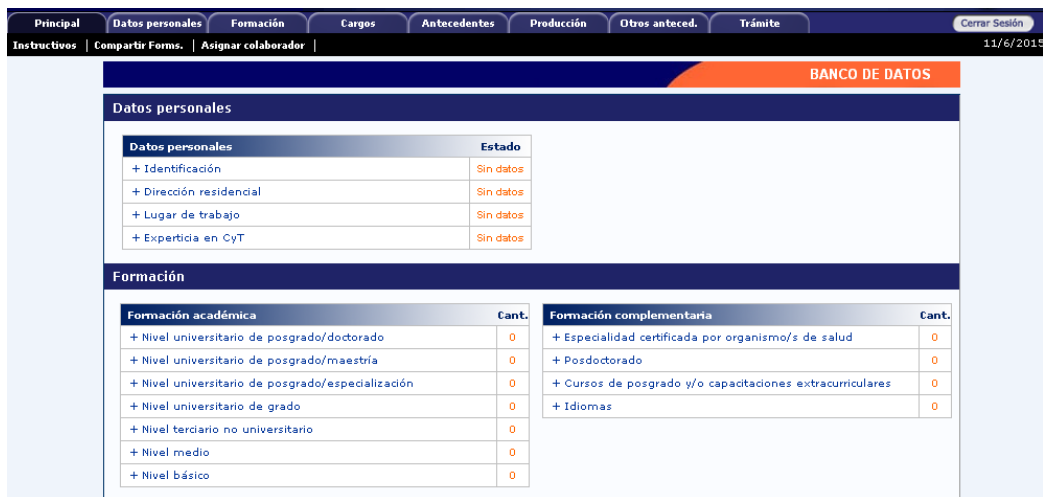 Principal Datos personales Formación Cargos Antecedentes Producción Otros anteced. Trámite Cerrar Sesión
Instructivos | Compartir Forms. | Asignar colaborador | 11/6/2015
BANCO DE DATOS
Datos personales
Datos personales Estado
+ Identificación Sin datos
+ Dirección residencial Sin datos
+ Lugar de trabajo Sin datos
+ Experticia en CyT Sin datos
Formación
Formación académica Cant.
+ Nivel universitario de posgrado/doctorado 0
+ Nivel universitario de posgrado/maestría 0
+ Nivel universitario de posgrado/especialización 0
+ Nivel universitario de grado 0
+ Nivel terciario no universitario 0
+ Nivel medio 0
+ Nivel básico 0
Formación complementaria Cant.
+ Especialidad certificada por organismo/s de salud 0
+ Posdoctorado 0
+ Cursos de posgrado y/o capacitaciones extracurriculares 0
+ Idiomas 0